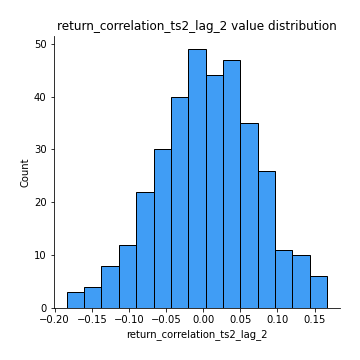 return_correlation_ts2_lag_2 value distribution
50
40
30
20
10
0
Count
−0.20 −0.15 −0.10 −0.05 0.00 0.05 0.10 0.15
return_correlation_ts2_lag_2